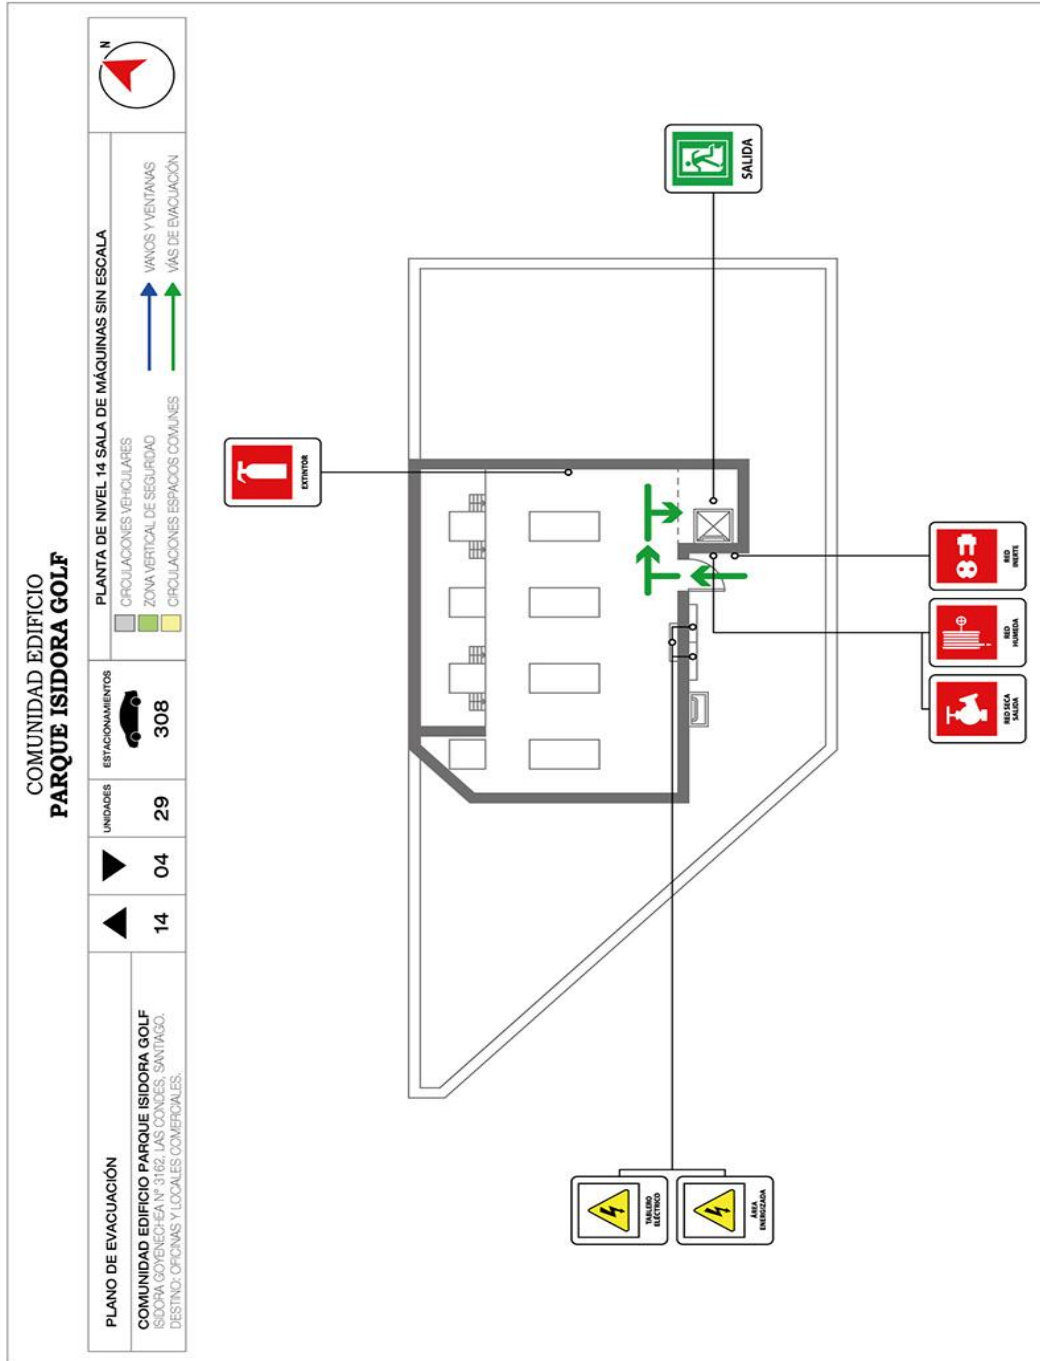 COMUNIDAD EDIFICIO
PARQUE ISIDORA GOLF
PLANO DE EVACUACIÓN
COMUNIDAD EDIFICIO PARQUE ISIDORA GOLF
ISIDORA GOYENECHEA Nº 3162, LAS CONDES, SANTIAGO.
DESTINO: OFICINAS Y LOCALES COMERCIALES.
14
04
UNIDADES
29
ESTACIONAMIENTOS
308
PLANTA DE NIVEL 14 SALA DE MÁQUINAS SIN ESCALA
CIRCULACIONES VEHICULARES
ZONA VERTICAL DE SEGURIDAD
CIRCULACIONES ESPACIOS COMUNES
VANOS Y VENTANAS
VÍAS DE EVACUACIÓN
N
EXTINTOR
SALIDA
TABLERO
ELÉCTRICO
ÁREA
ENERGIZADA
RED SECA
SALIDA
RED
HUMEDA
RED
INERTE